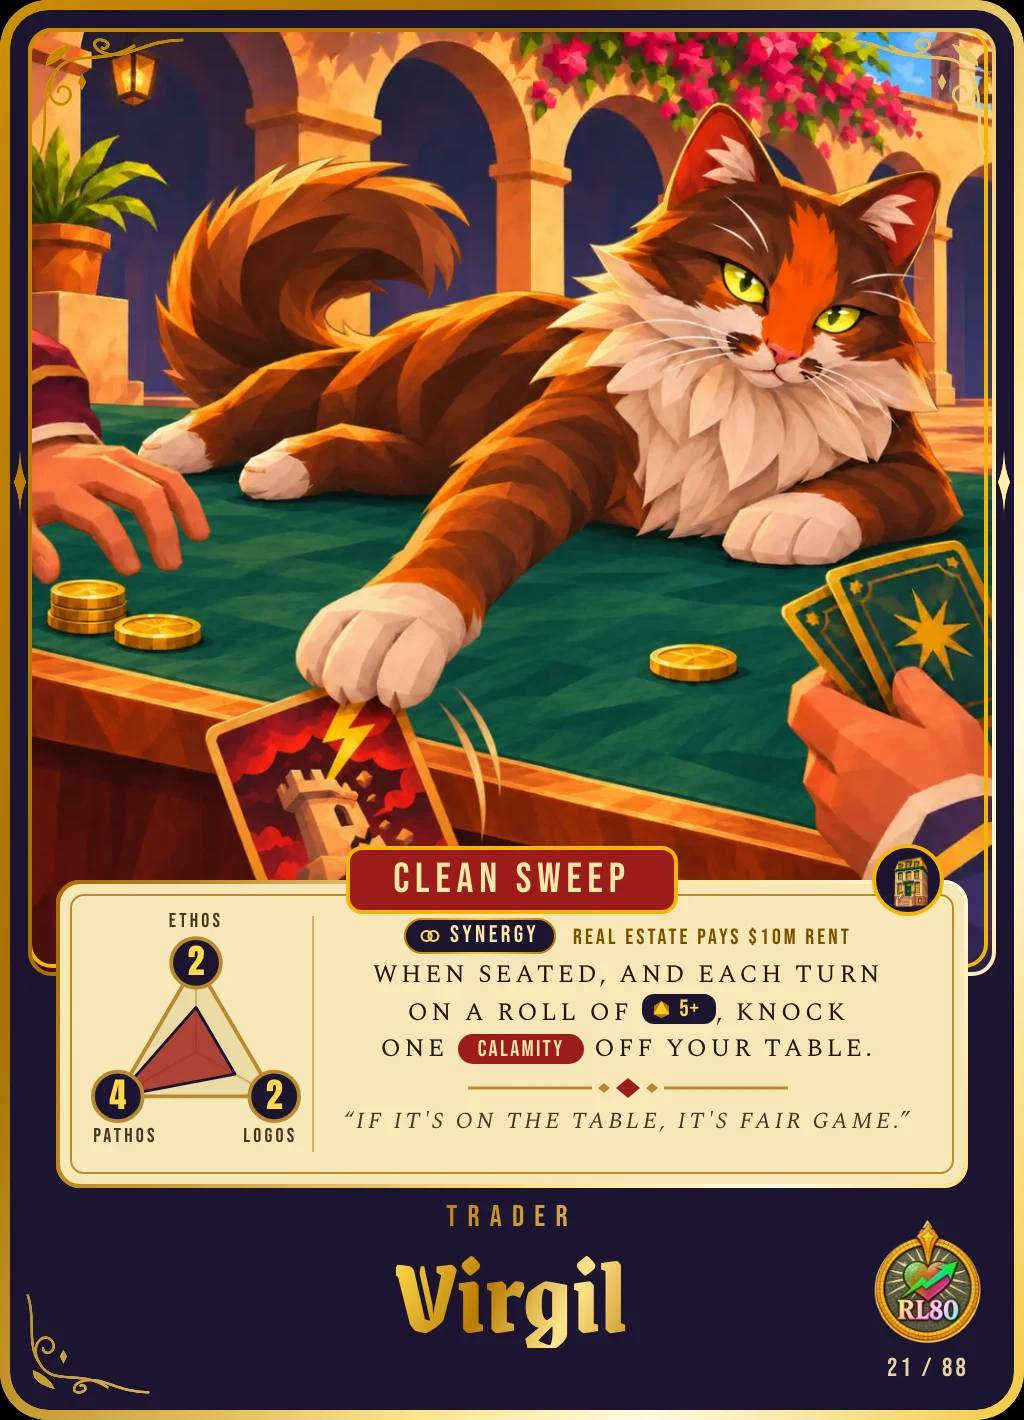 CLEAN SWEEP
ETHOS
2
4
PATHOS
2
LOGOS
SYNERGY REAL ESTATE PAYS $10M RENT
WHEN SEATED, AND EACH TURN
ON A ROLL OF 5+, KNOCK
ONE CALAMITY OFF YOUR TABLE.
“IF IT'S ON THE TABLE, IT'S FAIR GAME.”
TRADER
Virgil
RL80
21 / 88